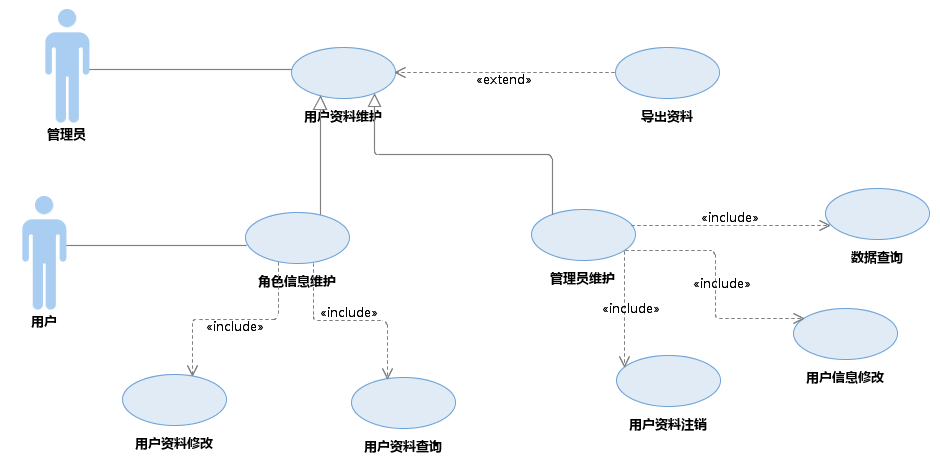 «extend»
用户资料维护
导出资料
管理员
«include»
数据查询
角色信息维护
管理员维护
«include»
«include»
«include»
«include»
用户
用户信息修改
用户资料注销
用户资料修改
用户资料查询